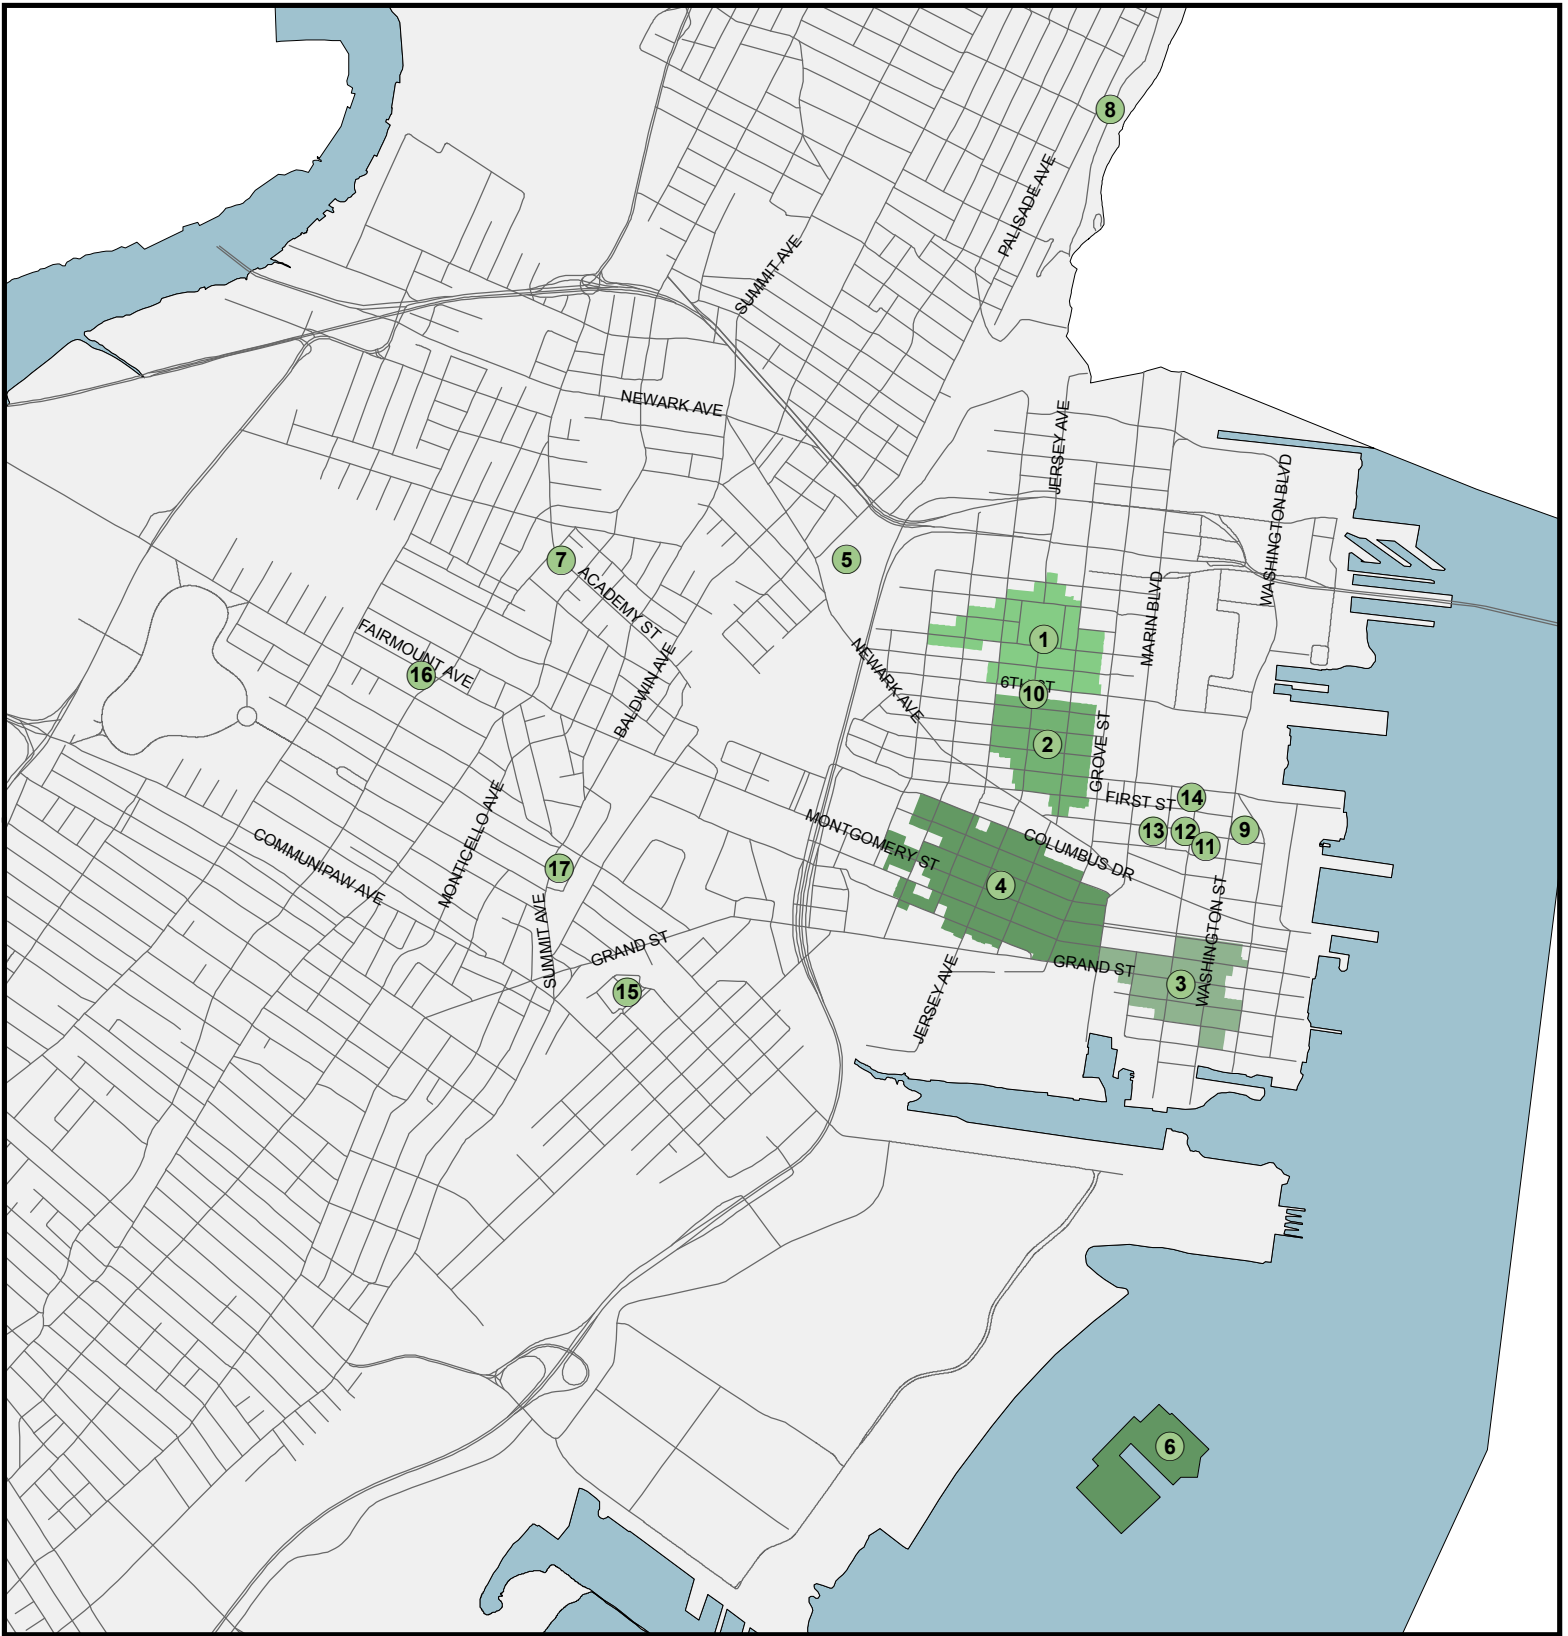 8
PALISADE AVE
SUMMIT AVE
NEWARK AVE
JERSEY AVE
WASHINGTON BLVD
7
5
ACADEMY ST
MARIN BLVD
1
FAIRMOUNT AVE
16
BALDWIN AVE
NEWARK AVE
6TH ST
10
2
GROVE ST
FIRST ST
14
MONTICELLO AVE
MONTGOMERY ST
COLUMBUS DR
13
12
11
9
COMMUNIPAW AVE
17
4
WASHINGTON ST
SUMMIT AVE
GRAND ST
GRAND ST
15
JERSEY AVE
3
6